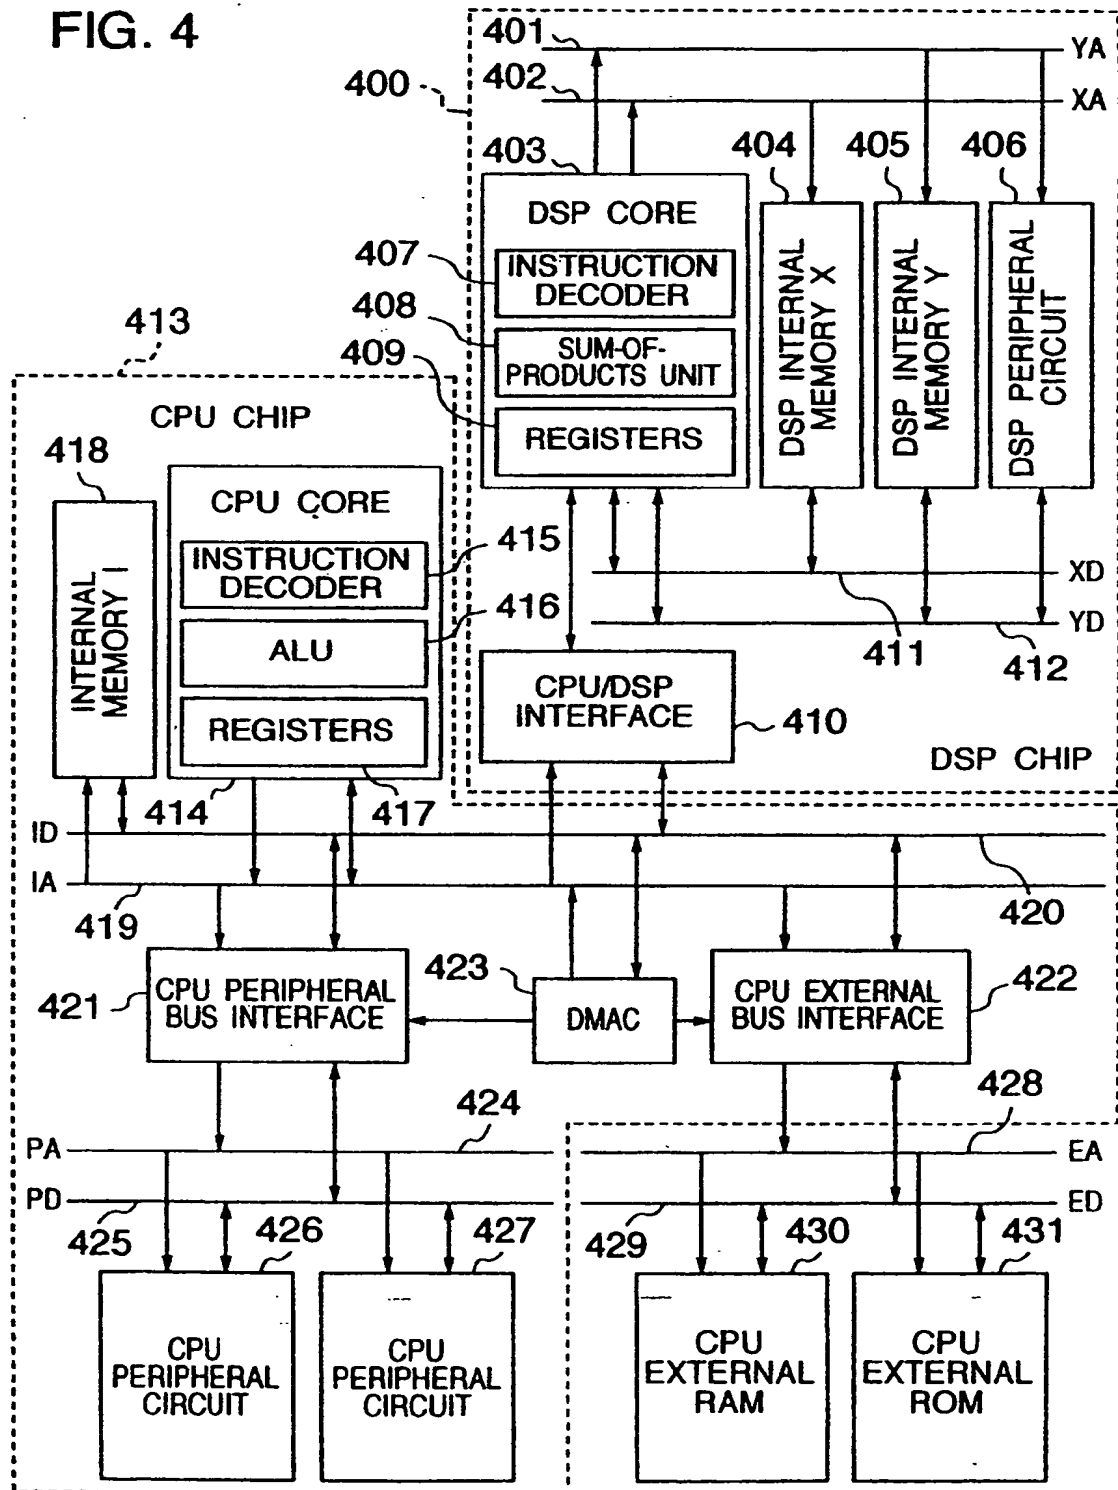 FIG. 4
401
YA
400
402
XA
403
404
405
406
DSP CORE
407
INSTRUCTION
DECODER
408
SUM-OF-
PRODUCTS UNIT
409
REGISTERS
DSP INTERNAL
MEMORY X
DSP INTERNAL
MEMORY Y
DSP PERIPHERAL
CIRCUIT
413
CPU CHIP
418
INTERNAL
MEMORY I
CPU CORE
INSTRUCTION
DECODER
415
ALU
416
REGISTERS
414
417
XD
411
YD
412
CPU/DSP
INTERFACE
410
DSP CHIP
ID
IA
419
420
421
CPU PERIPHERAL
BUS INTERFACE
423
DMAC
CPU EXTERNAL
BUS INTERFACE
422
PA
424
428
EA
PD
425
426
427
429
430
431
ED
CPU
PERIPHERAL
CIRCUIT
CPU
PERIPHERAL
CIRCUIT
CPU
EXTERNAL
RAM
CPU
EXTERNAL
ROM